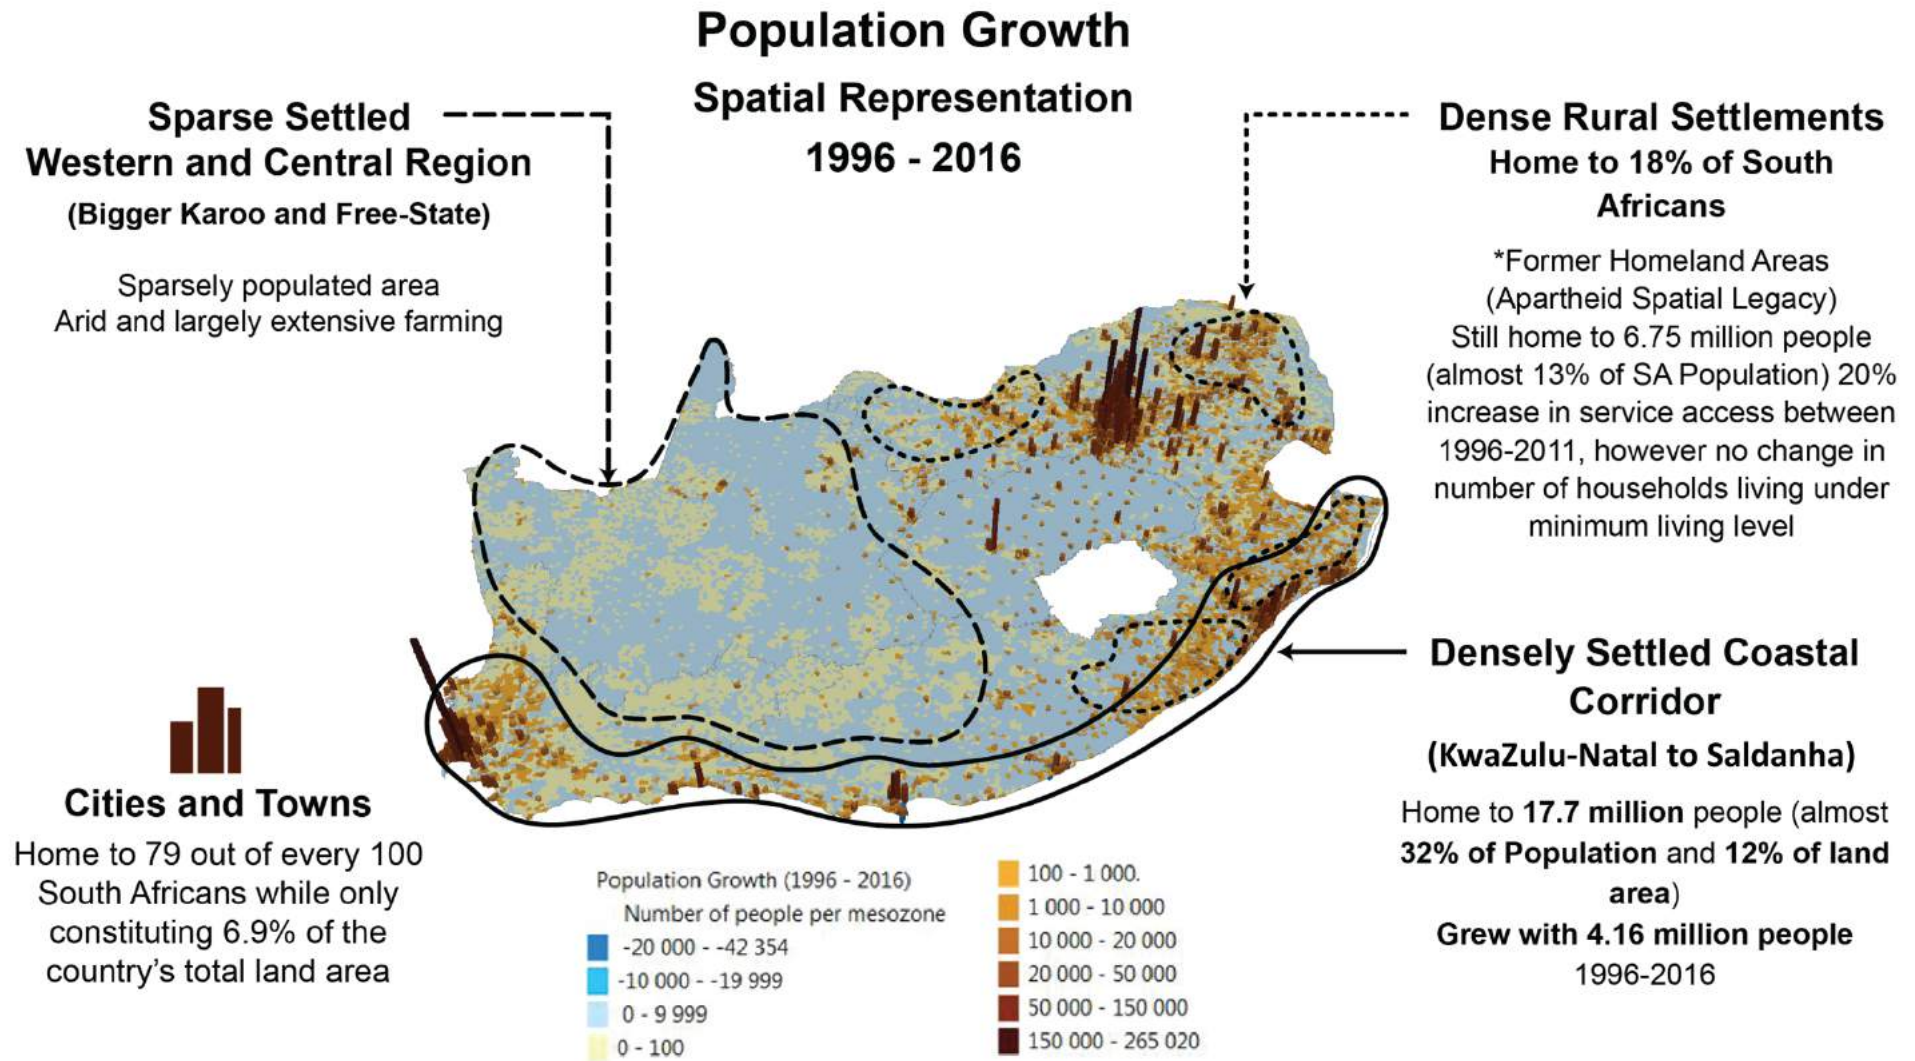 Population Growth
Spatial Representation
1996 - 2016
Sparse Settled
Western and Central Region
(Bigger Karoo and Free-State)
Sparsely populated area
Arid and largely extensive farming
Dense Rural Settlements
Home to 18% of South
Africans
*Former Homeland Areas
(Apartheid Spatial Legacy)
Still home to 6.75 million people
(almost 13% of SA Population) 20%
increase in service access between
1996-2011, however no change in
number of households living under
minimum living level
Densely Settled Coastal
Corridor
(KwaZulu-Natal to Saldanha)
Home to 17.7 million people (almost
32% of Population and 12% of land
area)
Grew with 4.16 million people
1996-2016
Cities and Towns
Home to 79 out of every 100
South Africans while only
constituting 6.9% of the
country's total land area
Population Growth (1996 - 2016)
Number of people per mesozone
-20 000 - -42 354
-10 000 - -19 999
0 - 9 999
0 - 100
100 - 1 000.
1 000 - 10 000
10 000 - 20 000
20 000 - 50 000
50 000 - 150 000
150 000 - 265 020